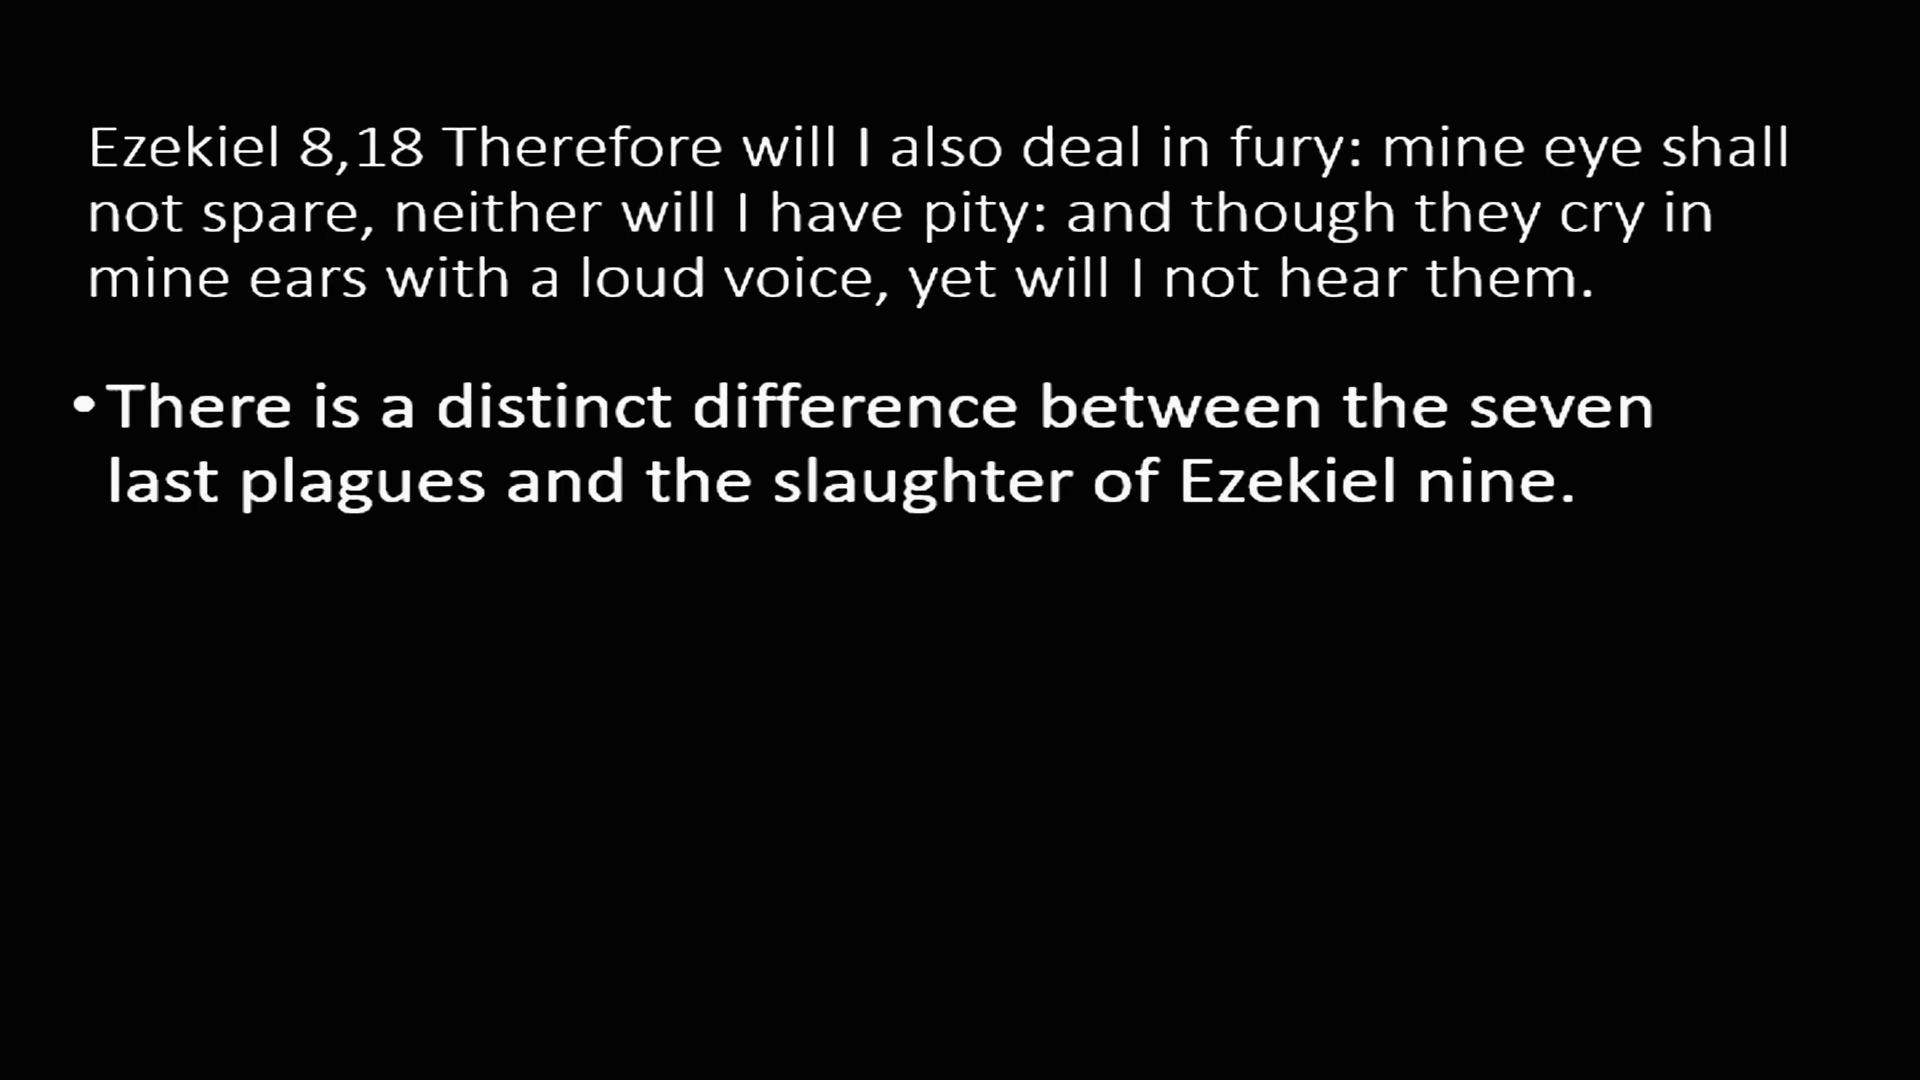 Ezekiel 8,18 Therefore will I also deal in fury: mine eye shall
not spare, neither will I have pity: and though they cry in
mine ears with a loud voice, yet will I not hear them.
• There is a distinct difference between the seven
last plagues and the slaughter of Ezekiel nine.